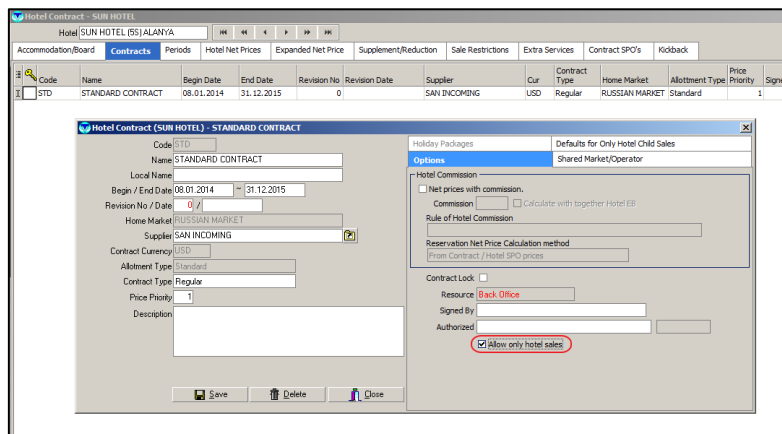 Hotel Contract - SUN HOTEL
Hotel SUN HOTEL (5S) ALANYA
Accommodation/Board Contracts Periods Hotel Net Prices Expanded Net Price Supplement/Reduction Sale Restrictions Extra Services Contract SPO's Kickback
Code Name Begin Date End Date Revision No Revision Date Supplier Cur Contract Type Home Market Allottment Type Price Priority
STD STANDARD CONTRACT 08.01.2014 31.12.2015 0 SAN INCOMING USD Regular RUSSIAN MARKET Standard 1
Hotel Contract (SUN HOTEL) - STANDARD CONTRACT
Code STD
Name STANDARD CONTRACT
Local Name
Begin / End Date 08.01.2014 ~ 31.12.2015
Revision No / Date 0 /
Home Market RUSSIAN MARKET
Supplier SAN INCOMING
Contract Currency USD
Allotment Type Standard
Contract Type Regular
Price Priority 1
Description
Save Delete Close
Holiday Packages Defaults for Only Hotel Child Sales
Options Shared Market/Operator
Hotel Commission
Net prices with commission.
Commission Calculate with together Hotel EB
Rule of Hotel Commission
Reservation Net Price Calculation method
From Contract / Hotel SPO prices
Contract Lock
Resource Back Office
Signed By
Authorized
Allow only hotel sales